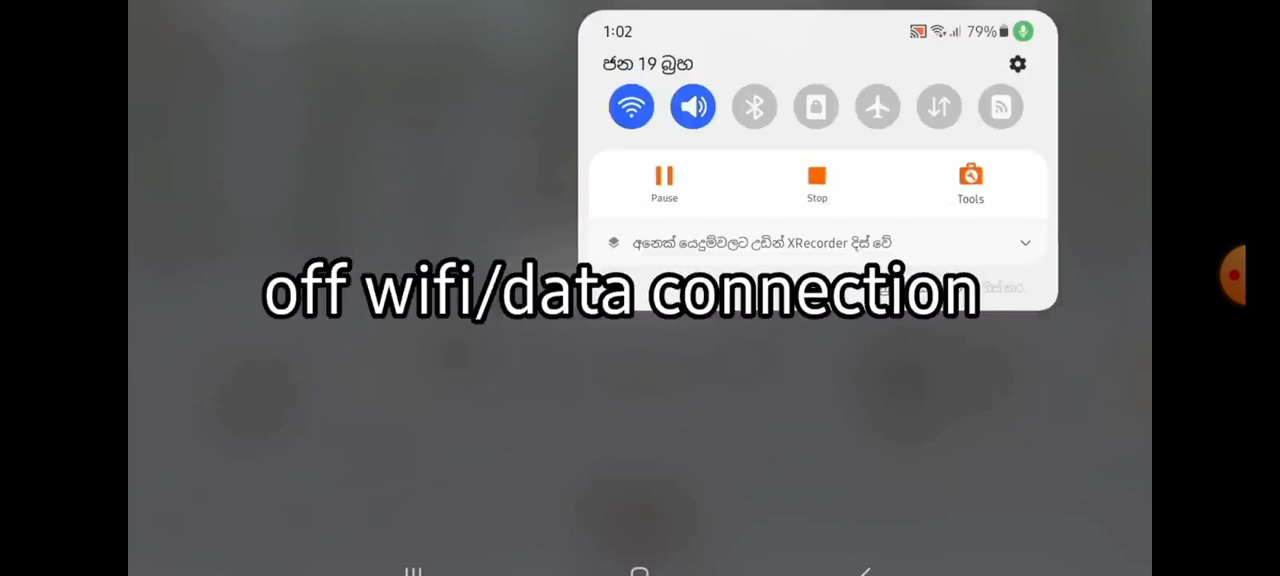 1:02
79%
ජන 19 බ්‍රහ
Pause
Stop
Tools
අනෙක් යෙදුම්වලට උඩින් XRecorder දිස් වේ
off wifi/data connection